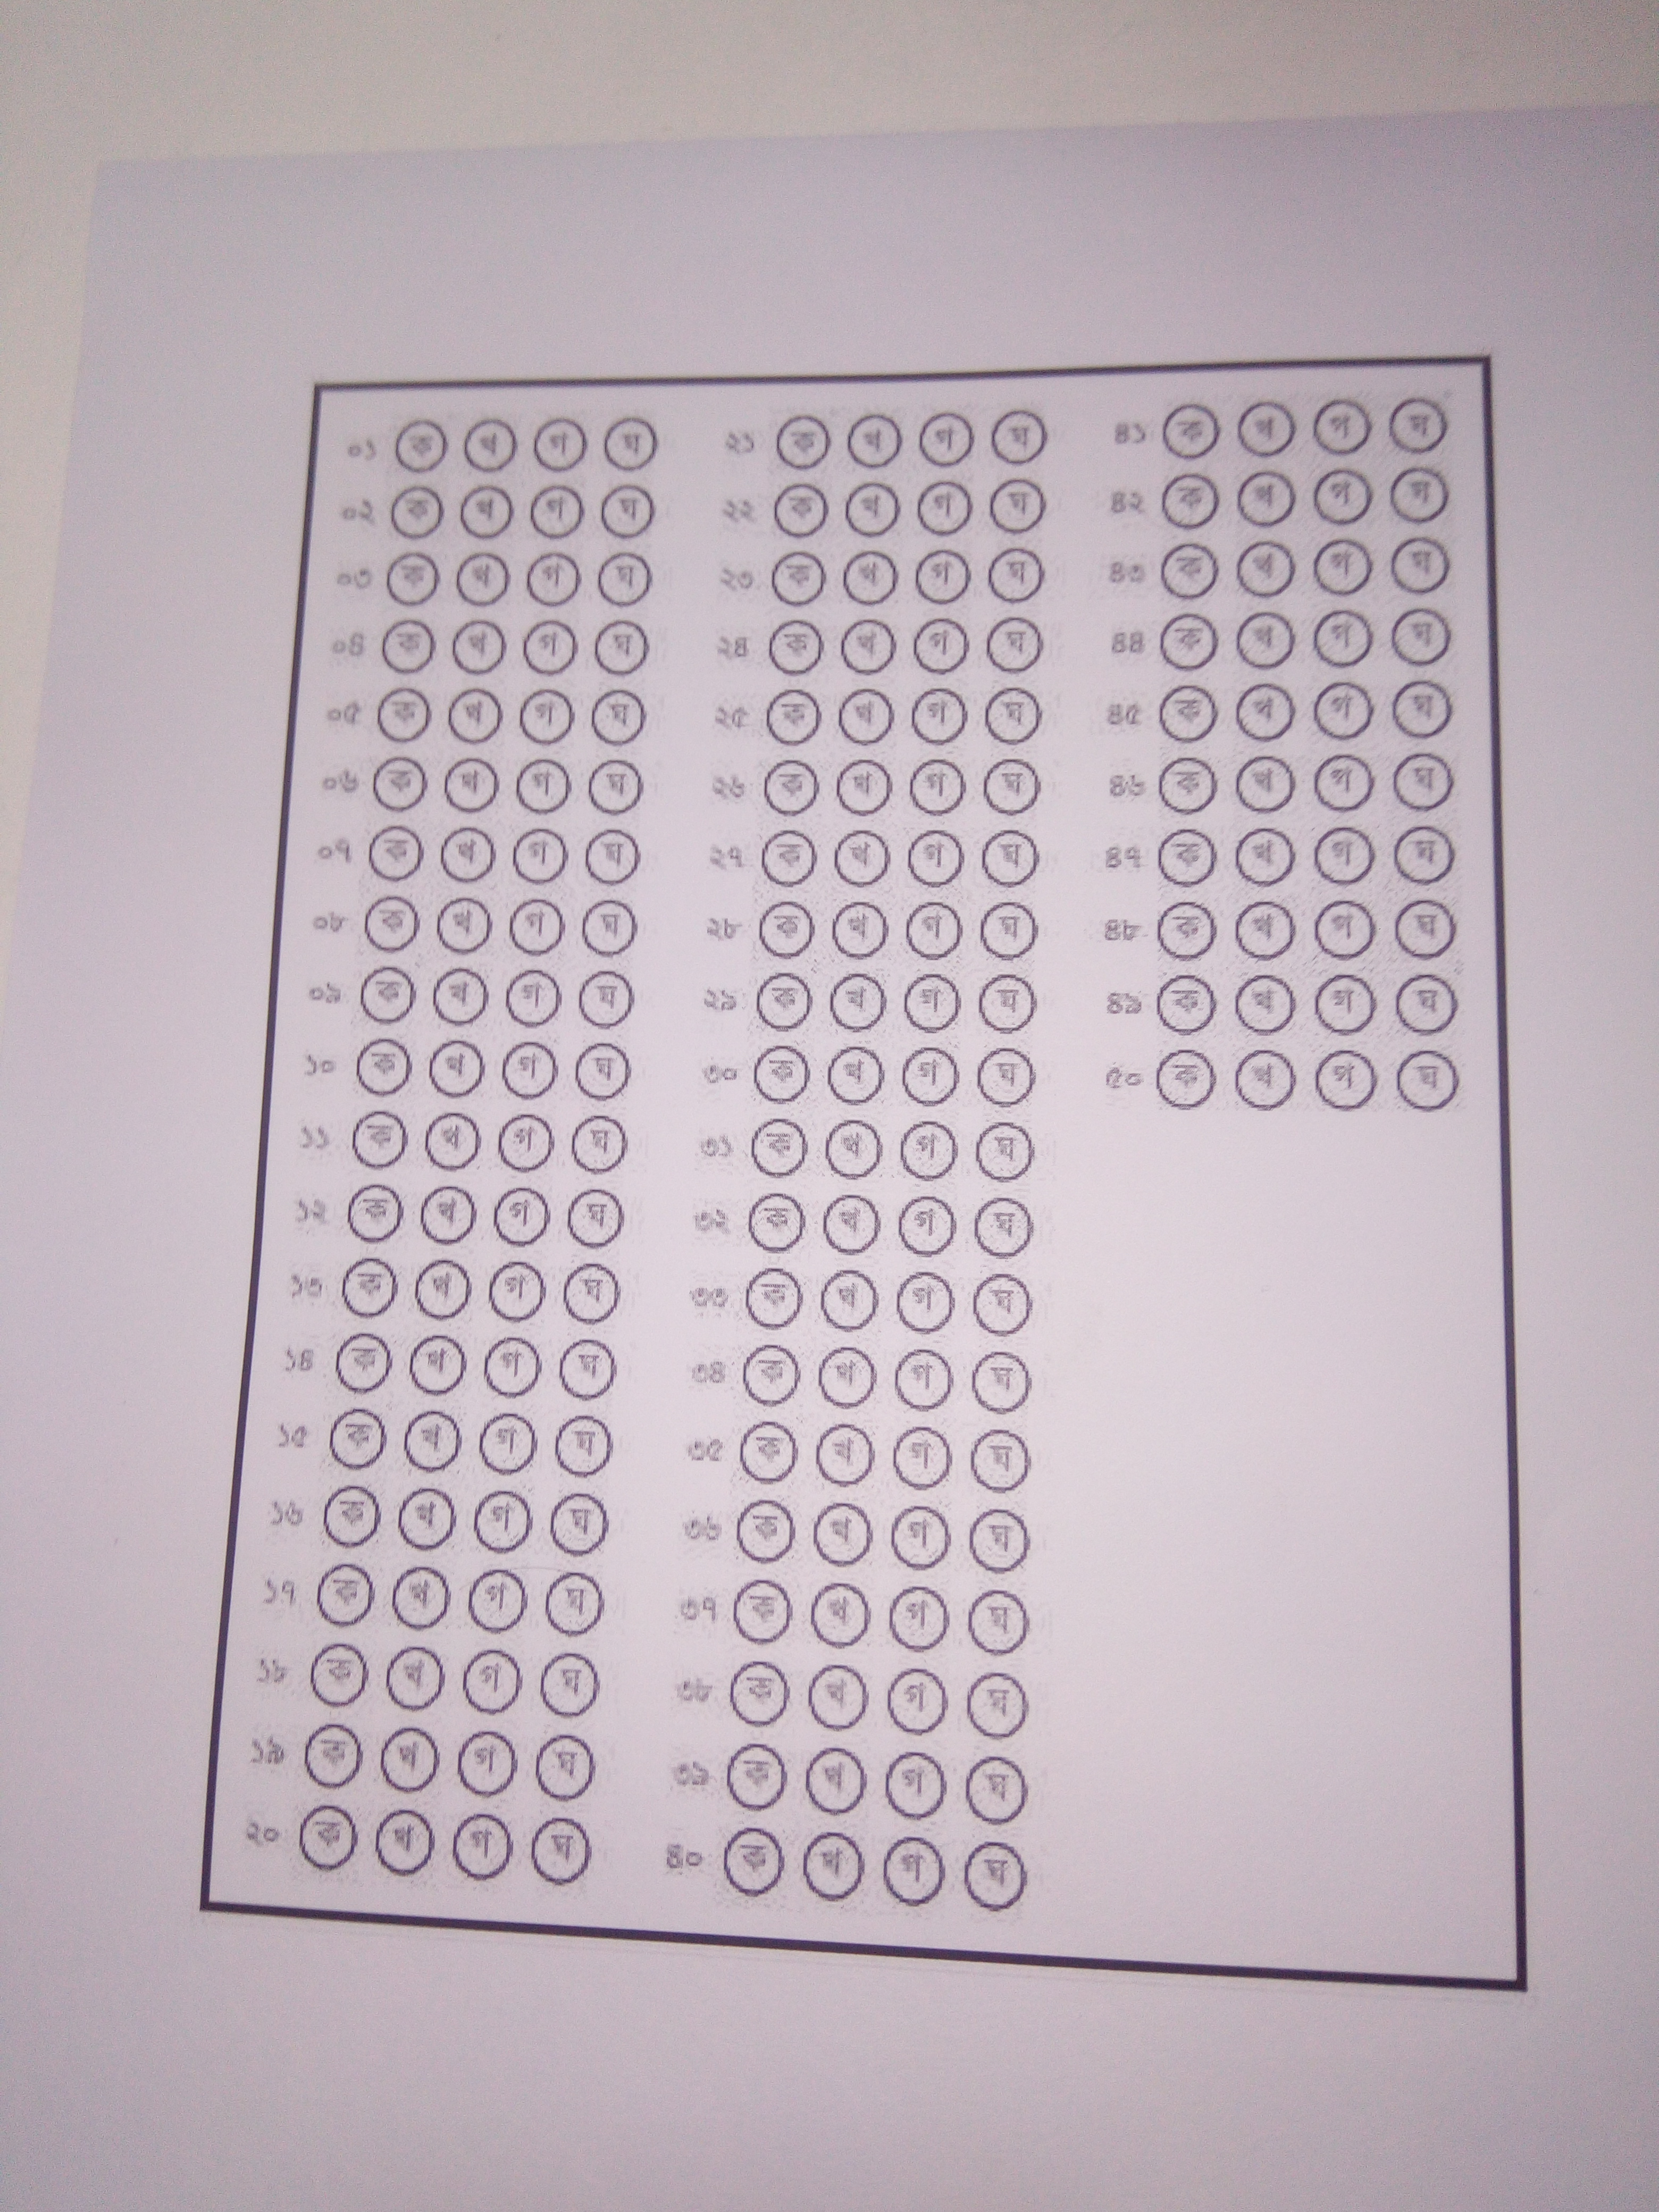 ০১ ক খ গ ঘ
০২ ক খ গ ঘ
০৩ ক খ গ ঘ
০৪ ক খ গ ঘ
০৫ ক খ গ ঘ
০৬ ক খ গ ঘ
০৭ ক খ গ ঘ
০৮ ক খ গ ঘ
০৯ ক খ গ ঘ
১০ ক খ গ ঘ
১১ ক খ গ ঘ
১২ ক খ গ ঘ
১৩ ক খ গ ঘ
১৪ ক খ গ ঘ
১৫ ক খ গ ঘ
১৬ ক খ গ ঘ
১৭ ক খ গ ঘ
১৮ ক খ গ ঘ
১৯ ক খ গ ঘ
২০ ক খ গ ঘ
২১ ক খ গ ঘ
২২ ক খ গ ঘ
২৩ ক খ গ ঘ
২৪ ক খ গ ঘ
২৫ ক খ গ ঘ
২৬ ক খ গ ঘ
২৭ ক খ গ ঘ
২৮ ক খ গ ঘ
২৯ ক খ গ ঘ
৩০ ক খ গ ঘ
৩১ ক খ গ ঘ
৩২ ক খ গ ঘ
৩৩ ক খ গ ঘ
৩৪ ক খ গ ঘ
৩৫ ক খ গ ঘ
৩৬ ক খ গ ঘ
৩৭ ক খ গ ঘ
৩৮ ক খ গ ঘ
৩৯ ক খ গ ঘ
৪০ ক খ গ ঘ
৪১ ক খ গ ঘ
৪২ ক খ গ ঘ
৪৩ ক খ গ ঘ
৪৪ ক খ গ ঘ
৪৫ ক খ গ ঘ
৪৬ ক খ গ ঘ
৪৭ ক খ গ ঘ
৪৮ ক খ গ ঘ
৪৯ ক খ গ ঘ
৫০ ক খ গ ঘ